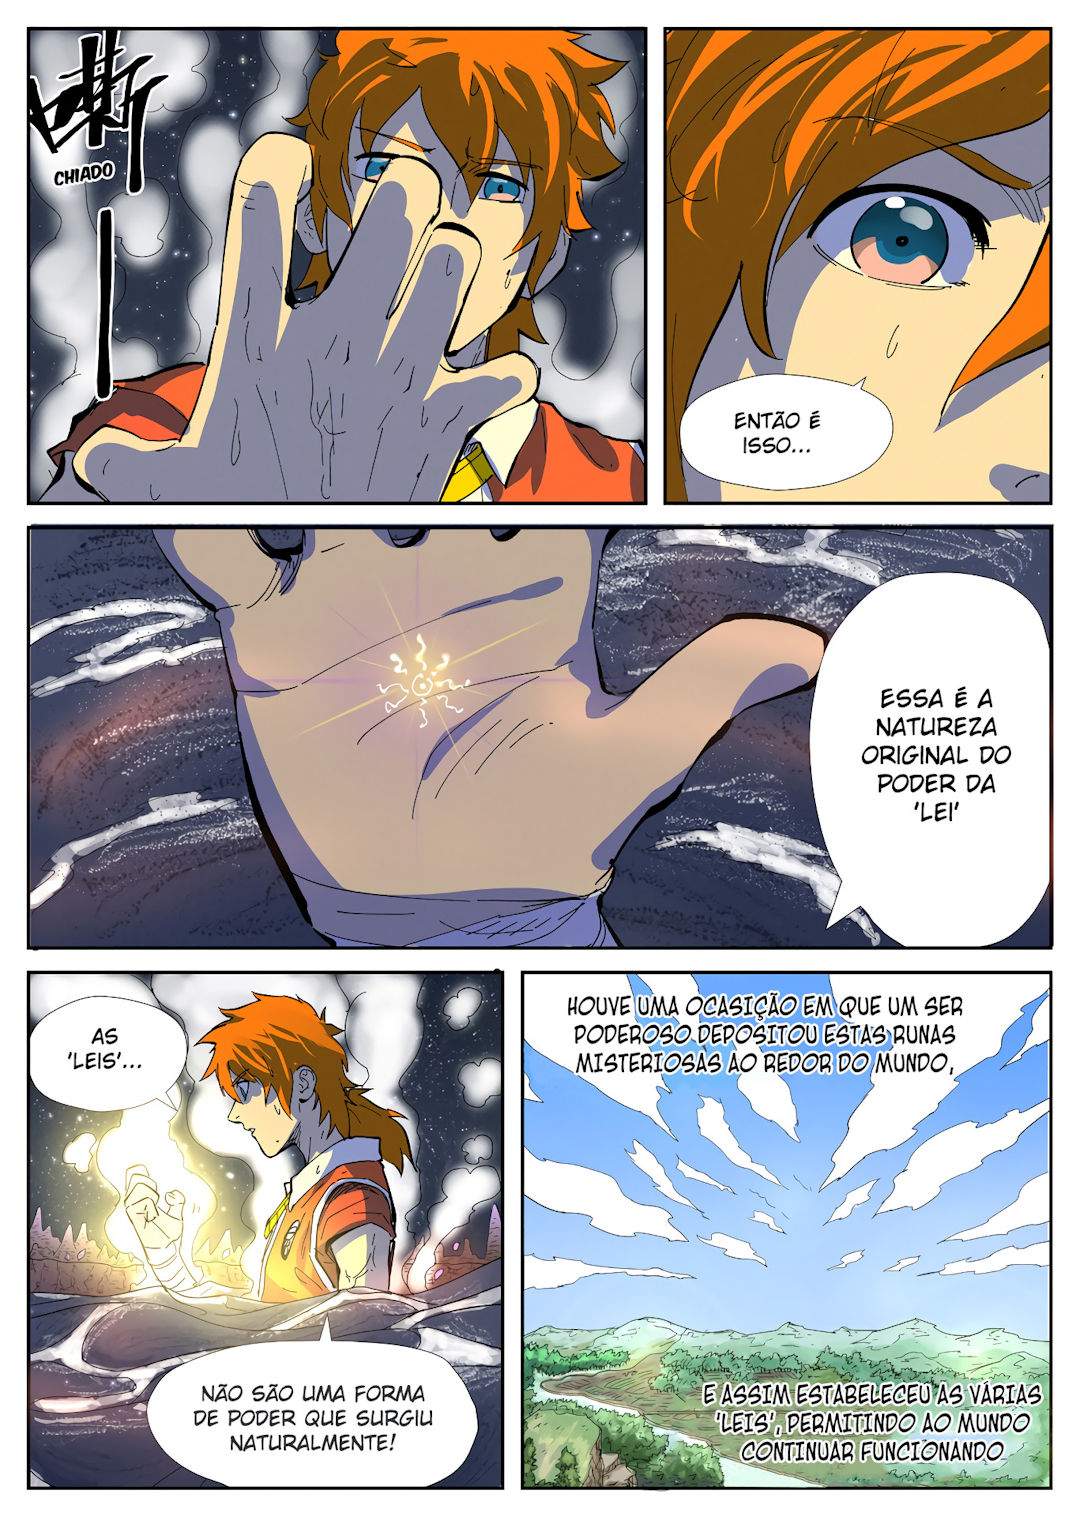 嘶
CHIADO
ENTÃO É
ISSO...
ESSA É A
NATUREZA
ORIGINAL DO
PODER DA
'LEI'
AS
'LEIS'...
NÃO SÃO UMA FORMA
DE PODER QUE SURGIU
NATURALMENTE!
HOUVE UMA OCASIÇÃO EM QUE UM SER
PODEROSO DEPOSITOU ESTAS RUNAS
MISTERIOSAS AO REDOR DO MUNDO,
E ASSIM ESTABELECEU AS VÁRIAS
'LEIS', PERMITINDO AO MUNDO
CONTINUAR FUNCIONANDO